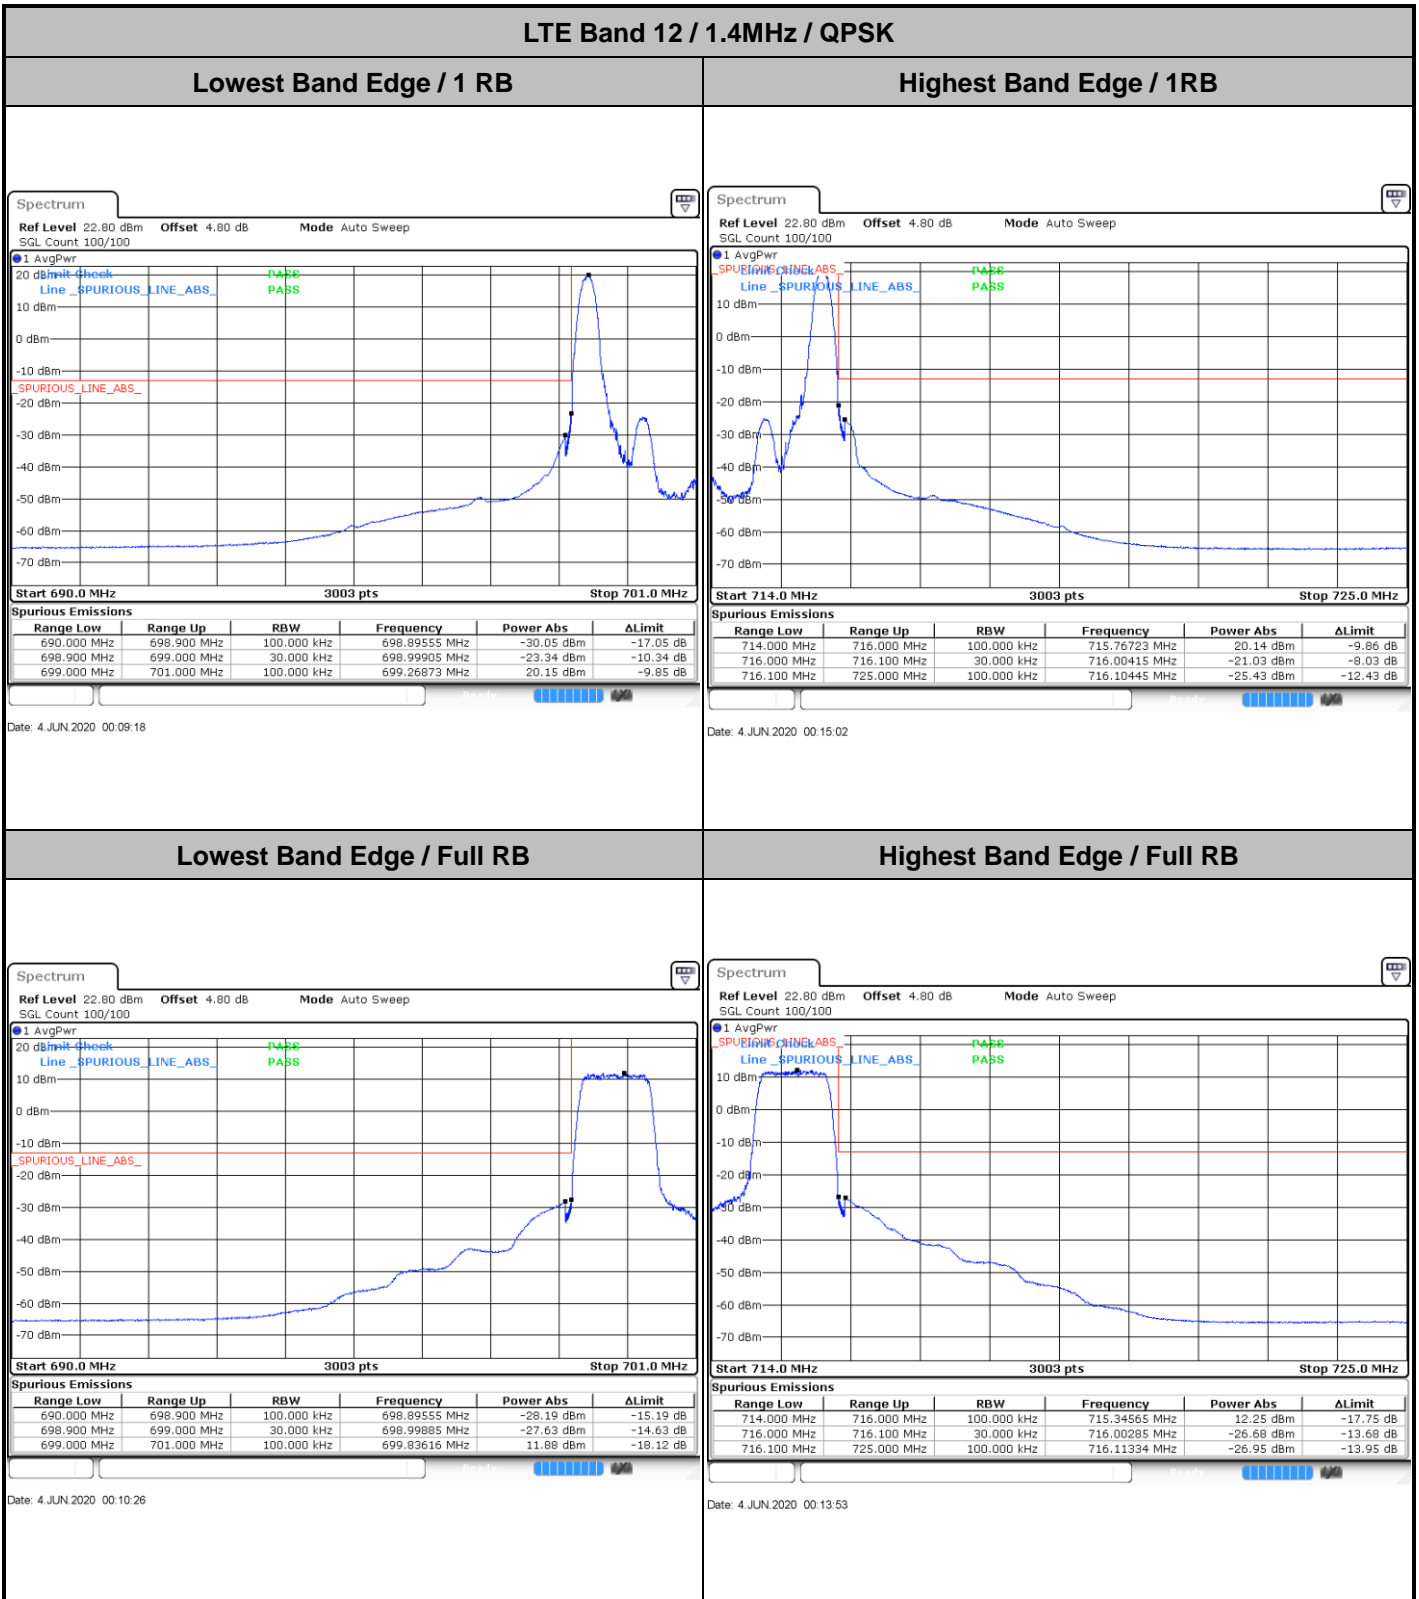 LTE Band 12 / 1.4MHz / QPSK
Lowest Band Edge / 1 RB
Highest Band Edge / 1RB
Spectrum
Ref Level 22.80 dBm Offset 4.80 dB Mode Auto Sweep
SGL Count 100/100
1 AvgPwr
Limit Check PASS
Line _SPURIOUS_LINE_ABS_ PASS
20 dBm
10 dBm
0 dBm
-10 dBm
_SPURIOUS_LINE_ABS_
-20 dBm
-30 dBm
-40 dBm
-50 dBm
-60 dBm
-70 dBm
Start 690.0 MHz 3003 pts Stop 701.0 MHz
Spurious Emissions
Range Low Range Up RBW Frequency Power Abs ΔLimit
690.000 MHz 698.900 MHz 100.000 kHz 698.89555 MHz -30.05 dBm -17.05 dB
698.900 MHz 699.000 MHz 30.000 kHz 698.99905 MHz -23.34 dBm -10.34 dB
699.000 MHz 701.000 MHz 100.000 kHz 699.26873 MHz 20.15 dBm -9.85 dB
Ready
Date: 4.JUN.2020 00:09:18
Spectrum
Ref Level 22.80 dBm Offset 4.80 dB Mode Auto Sweep
SGL Count 100/100
1 AvgPwr
_SPURIOUS_LINE_ABS_
Limit Check PASS
Line _SPURIOUS_LINE_ABS_ PASS
10 dBm
0 dBm
-10 dBm
-20 dBm
-30 dBm
-40 dBm
-50 dBm
-60 dBm
-70 dBm
Start 714.0 MHz 3003 pts Stop 725.0 MHz
Spurious Emissions
Range Low Range Up RBW Frequency Power Abs ΔLimit
714.000 MHz 716.000 MHz 100.000 kHz 715.76723 MHz 20.14 dBm -9.86 dB
716.000 MHz 716.100 MHz 30.000 kHz 716.00415 MHz -21.03 dBm -8.03 dB
716.100 MHz 725.000 MHz 100.000 kHz 716.10445 MHz -25.43 dBm -12.43 dB
Ready
Date: 4.JUN.2020 00:15:02
Lowest Band Edge / Full RB
Highest Band Edge / Full RB
Spectrum
Ref Level 22.80 dBm Offset 4.80 dB Mode Auto Sweep
SGL Count 100/100
1 AvgPwr
Limit Check PASS
Line _SPURIOUS_LINE_ABS_ PASS
20 dBm
10 dBm
0 dBm
-10 dBm
_SPURIOUS_LINE_ABS_
-20 dBm
-30 dBm
-40 dBm
-50 dBm
-60 dBm
-70 dBm
Start 690.0 MHz 3003 pts Stop 701.0 MHz
Spurious Emissions
Range Low Range Up RBW Frequency Power Abs ΔLimit
690.000 MHz 698.900 MHz 100.000 kHz 698.89555 MHz -28.19 dBm -15.19 dB
698.900 MHz 699.000 MHz 30.000 kHz 698.99885 MHz -27.63 dBm -14.63 dB
699.000 MHz 701.000 MHz 100.000 kHz 699.83616 MHz 11.88 dBm -18.12 dB
Ready
Date: 4.JUN.2020 00:10:26
Spectrum
Ref Level 22.80 dBm Offset 4.80 dB Mode Auto Sweep
SGL Count 100/100
1 AvgPwr
_SPURIOUS_LINE_ABS_
Limit Check PASS
Line _SPURIOUS_LINE_ABS_ PASS
10 dBm
0 dBm
-10 dBm
-20 dBm
-30 dBm
-40 dBm
-50 dBm
-60 dBm
-70 dBm
Start 714.0 MHz 3003 pts Stop 725.0 MHz
Spurious Emissions
Range Low Range Up RBW Frequency Power Abs ΔLimit
714.000 MHz 716.000 MHz 100.000 kHz 715.34565 MHz 12.25 dBm -17.75 dB
716.000 MHz 716.100 MHz 30.000 kHz 716.00285 MHz -26.68 dBm -13.68 dB
716.100 MHz 725.000 MHz 100.000 kHz 716.11334 MHz -26.95 dBm -13.95 dB
Ready
Date: 4.JUN.2020 00:13:53